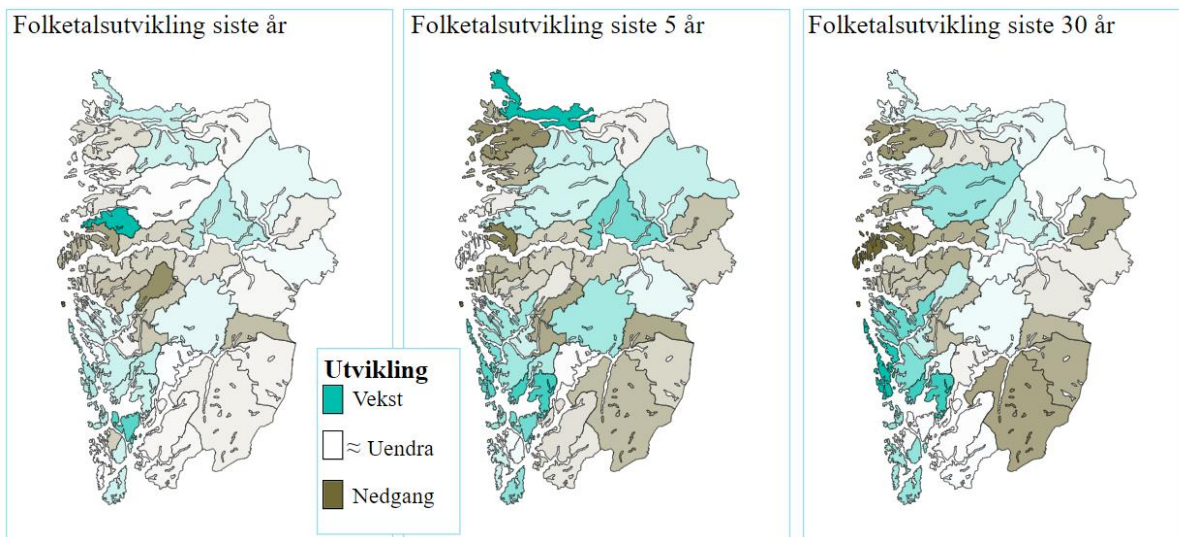 Folketalsutvikling siste år
Folketalsutvikling siste 5 år
Folketalsutvikling siste 30 år
Utvikling
Vekst
≈ Uendra
Nedgang